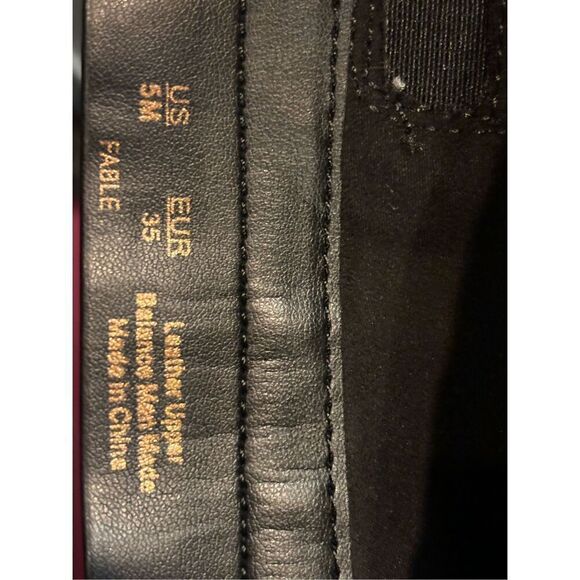 US EUR
5M 35
FABLE
Leather Upper
Balance Man Made
Made in China